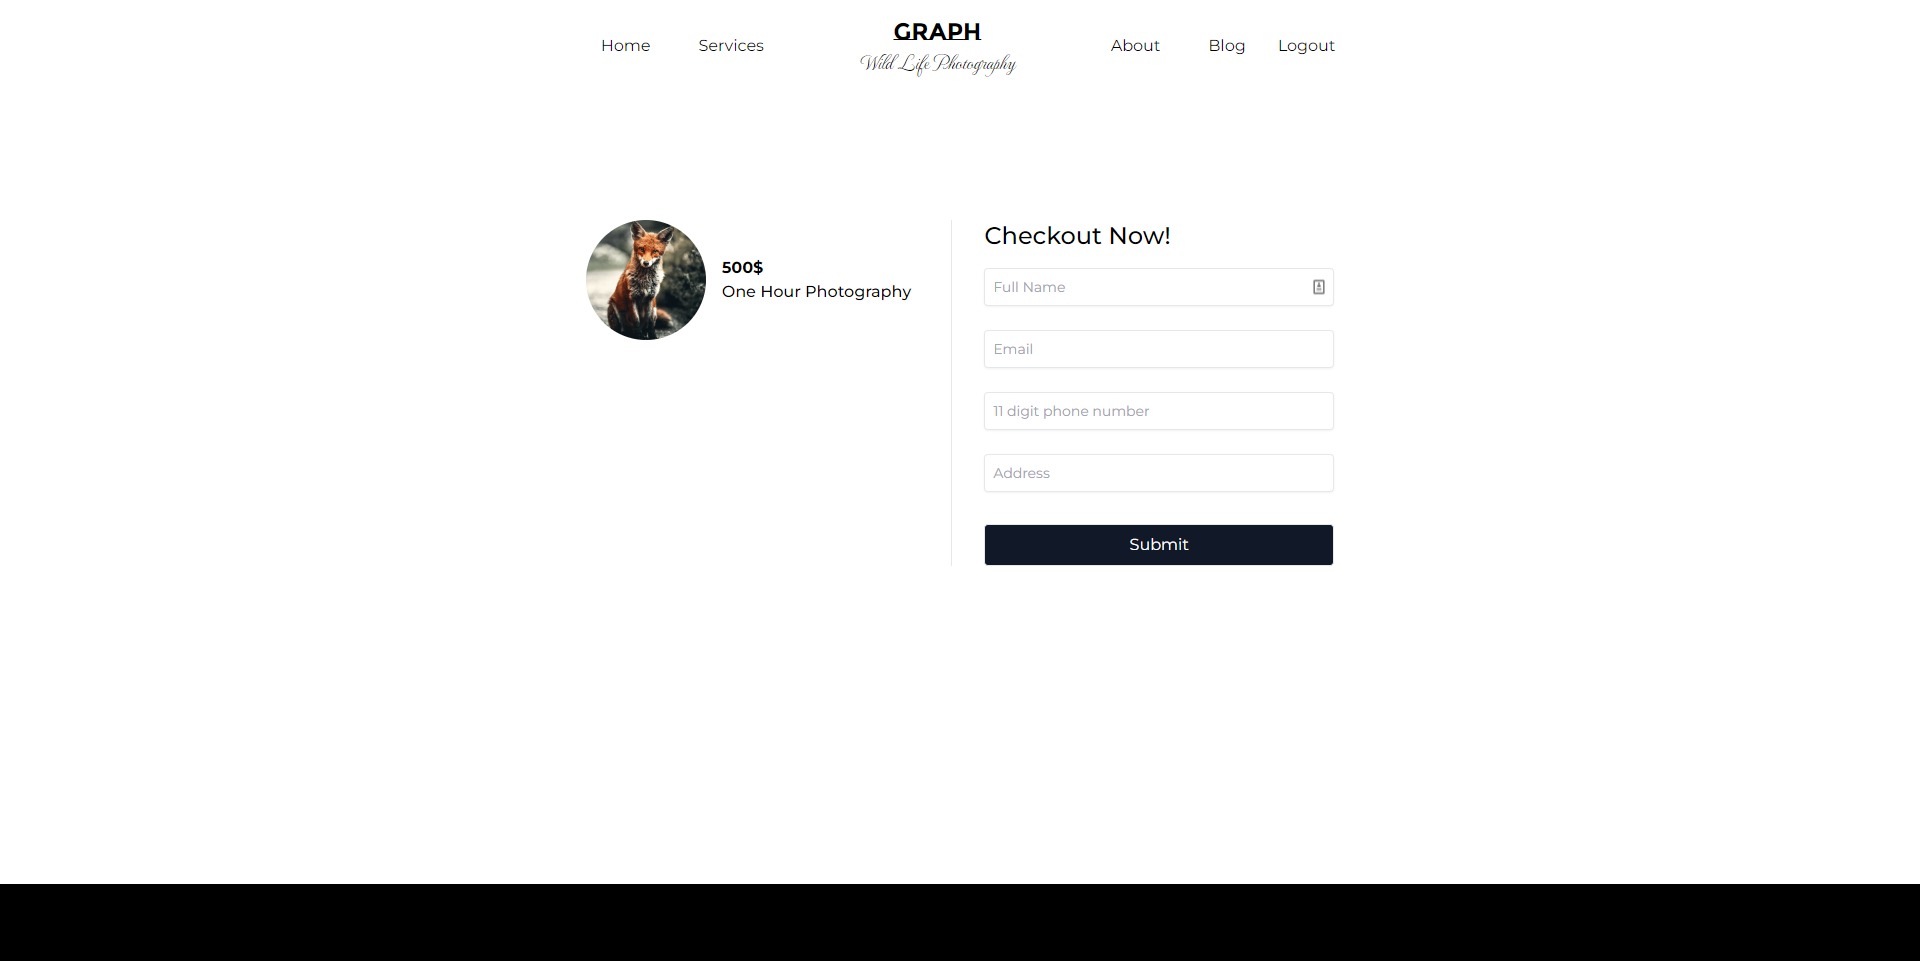 Home
Services
GRAPH
Wild Life Photography
About
Blog
Logout
500$
One Hour Photography
Checkout Now!
Full Name
Email
11 digit phone number
Address
Submit